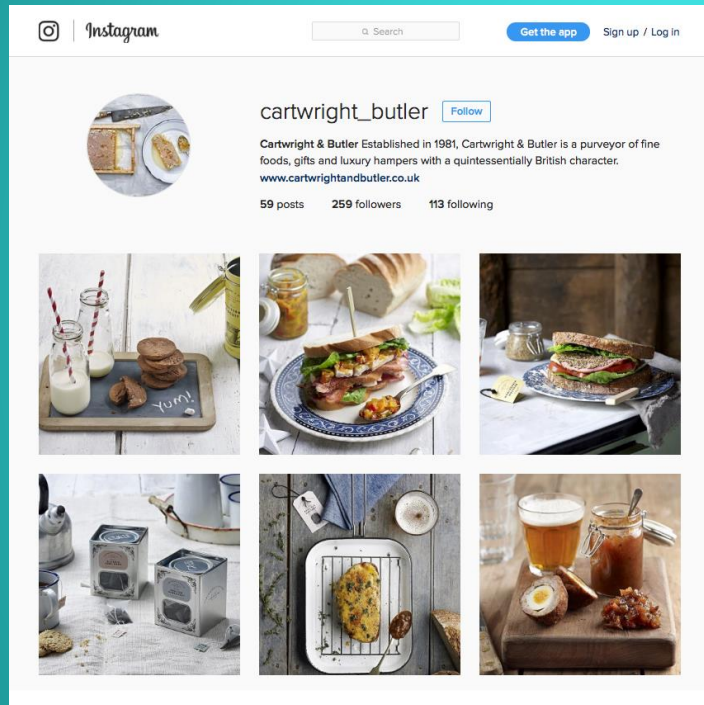 Instagram
Search
Get the app
Sign up / Log in
cartwright_butler
Follow
Cartwright & Butler Established in 1981, Cartwright & Butler is a purveyor of fine
foods, gifts and luxury hampers with a quintessentially British character.
www.cartwrightandbutler.co.uk
59 posts 259 followers 113 following
Yum!